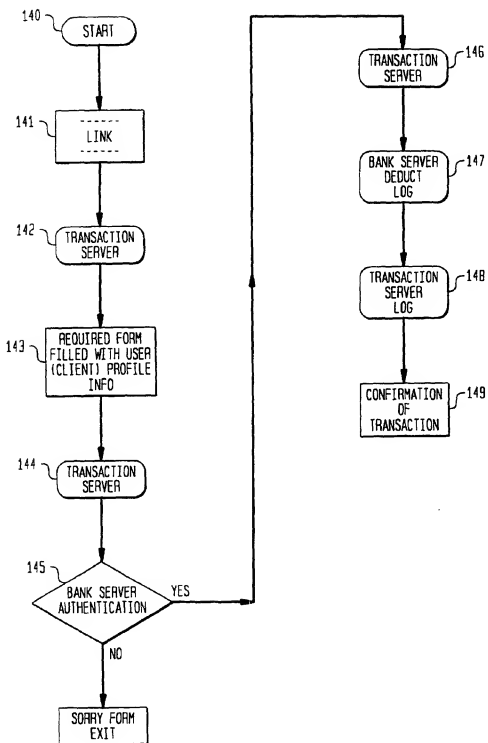 140
START
141
LINK
142
TRANSACTION
SERVER
143
REQUIRED FORM
FILLED WITH USER
(CLIENT) PROFILE
INFO
144
TRANSACTION
SERVER
145
BANK SERVER
AUTHENTICATION
YES
NO
SORRY FORM
EXIT
146
TRANSACTION
SERVER
147
BANK SERVER
DEDUCT
LOG
148
TRANSACTION
SERVER
LOG
149
CONFIRMATION
OF
TRANSACTION